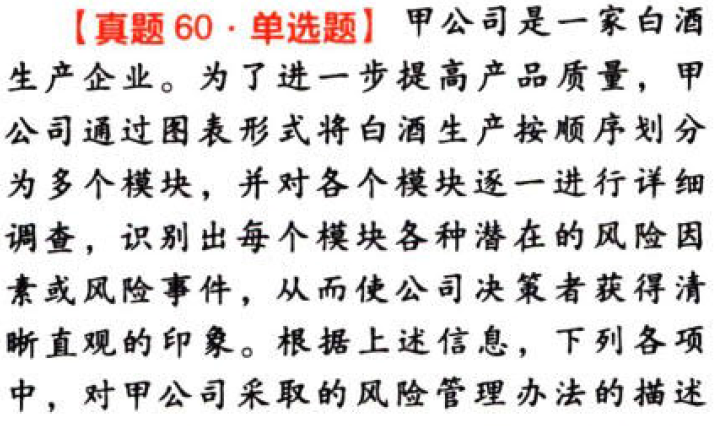 【真题 60 · 单选题】 甲公司是一家白酒
生产企业。为了进一步提高产品质量，甲
公司通过图表形式将白酒生产按顺序划分
为多个模块，并对各个模块逐一进行详细
调查，识别出每个模块各种潜在的风险因
素或风险事件，从而使公司决策者获得清
晰直观的印象。根据上述信息，下列各项
中，对甲公司采取的风险管理办法的描述